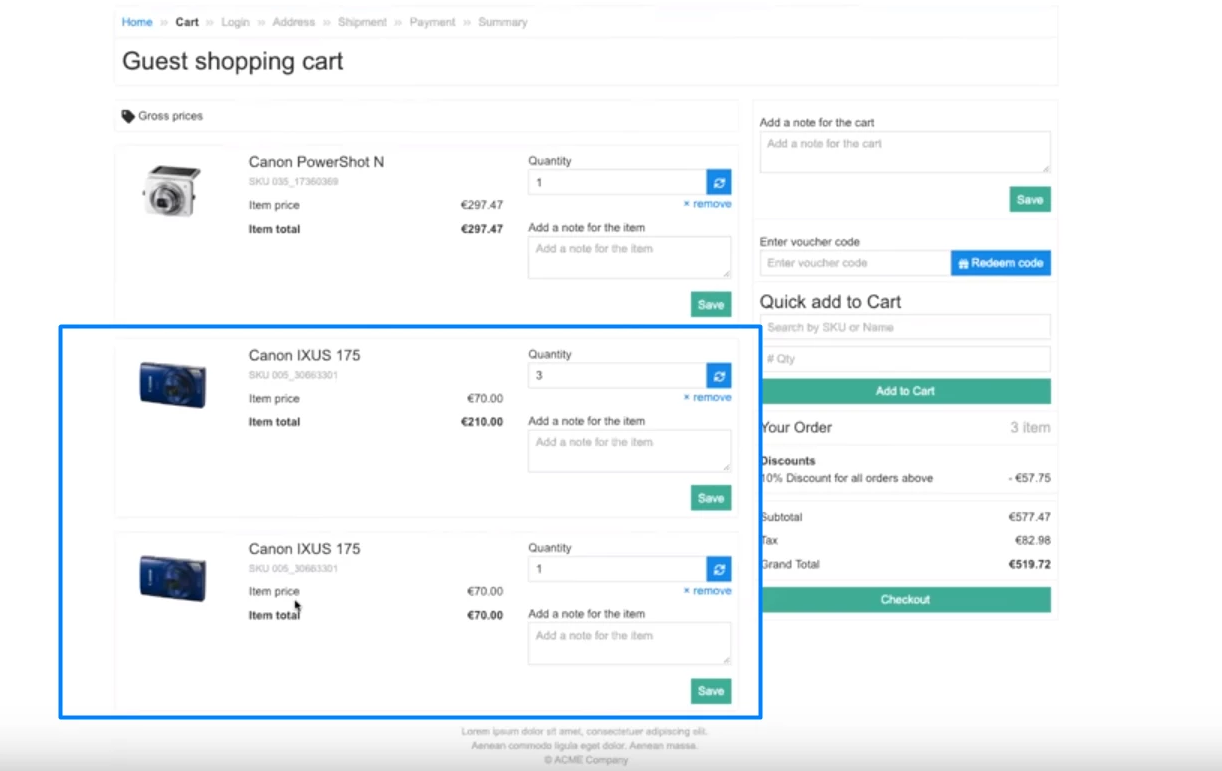 Home » Cart » Login » Address » Shipment » Payment » Summary
Guest shopping cart
Gross prices
Canon PowerShot N
SKU 035_17360369
Item price €297.47
Item total €297.47
Quantity
1
× remove
Add a note for the item
Add a note for the item
Save
Canon IXUS 175
SKU 005_30663301
Item price €70.00
Item total €210.00
Quantity
3
× remove
Add a note for the item
Add a note for the item
Save
Canon IXUS 175
SKU 005_30663301
Item price €70.00
Item total €70.00
Quantity
1
× remove
Add a note for the item
Add a note for the item
Save
Add a note for the cart
Add a note for the cart
Save
Enter voucher code
Enter voucher code Redeem code
Quick add to Cart
Search by SKU or Name
# Qty
Add to Cart
Your Order 3 item
Discounts
10% Discount for all orders above - €57.75
Subtotal €577.47
Tax €82.98
Grand Total €519.72
Checkout
Lorem ipsum dolor sit amet, consectetuer adipiscing elit.
Aenean commodo ligula eget dolor. Aenean massa.
© ACME Company